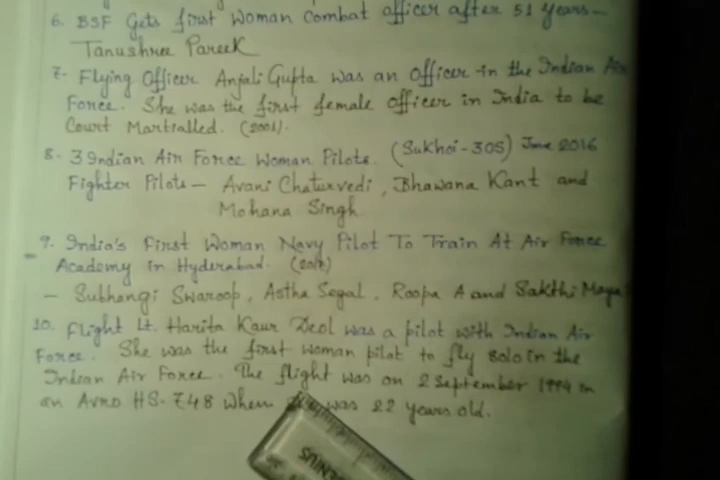 6. BSF Gets first Woman Combat officer after 51 Years -
Tanushree Pareek
7. Flying Officer Anjali Gupta was an officer in the Indian Air
Force. She was the first female officer in India to be
Court Martialled. (2001).
8. 3 Indian Air Force Woman Pilots. (Sukhoi-30S) June 2016
Fighter Pilots - Avani Chaturvedi, Bhawana Kant and
Mohana Singh
9. India's First Woman Navy Pilot To Train At Air Force
Academy in Hyderabad.
- Subhangi Swaroop, Astha Segal, Roopa A and Sakthi Maya
10. Flight Lt. Harita Kaur Deol was a pilot with Indian Air
Force. She was the first woman pilot to fly solo in the
Indian Air Force. The flight was on 2 September 1994 in
an Avro HS-748 when was 22 years old.
GENIUS